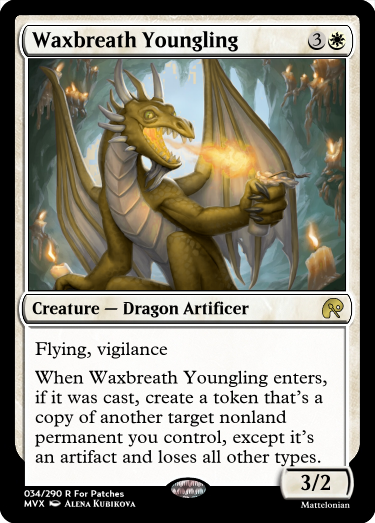 Waxbreath Youngling 3
Creature — Dragon Artificer
Flying, vigilance
When Waxbreath Youngling enters,
if it was cast, create a token that's a
copy of another target nonland
permanent you control, except it's
an artifact and loses all other types.
3/2
034/290 R For Patches
MVX Alena Kubikova
Mattelonian